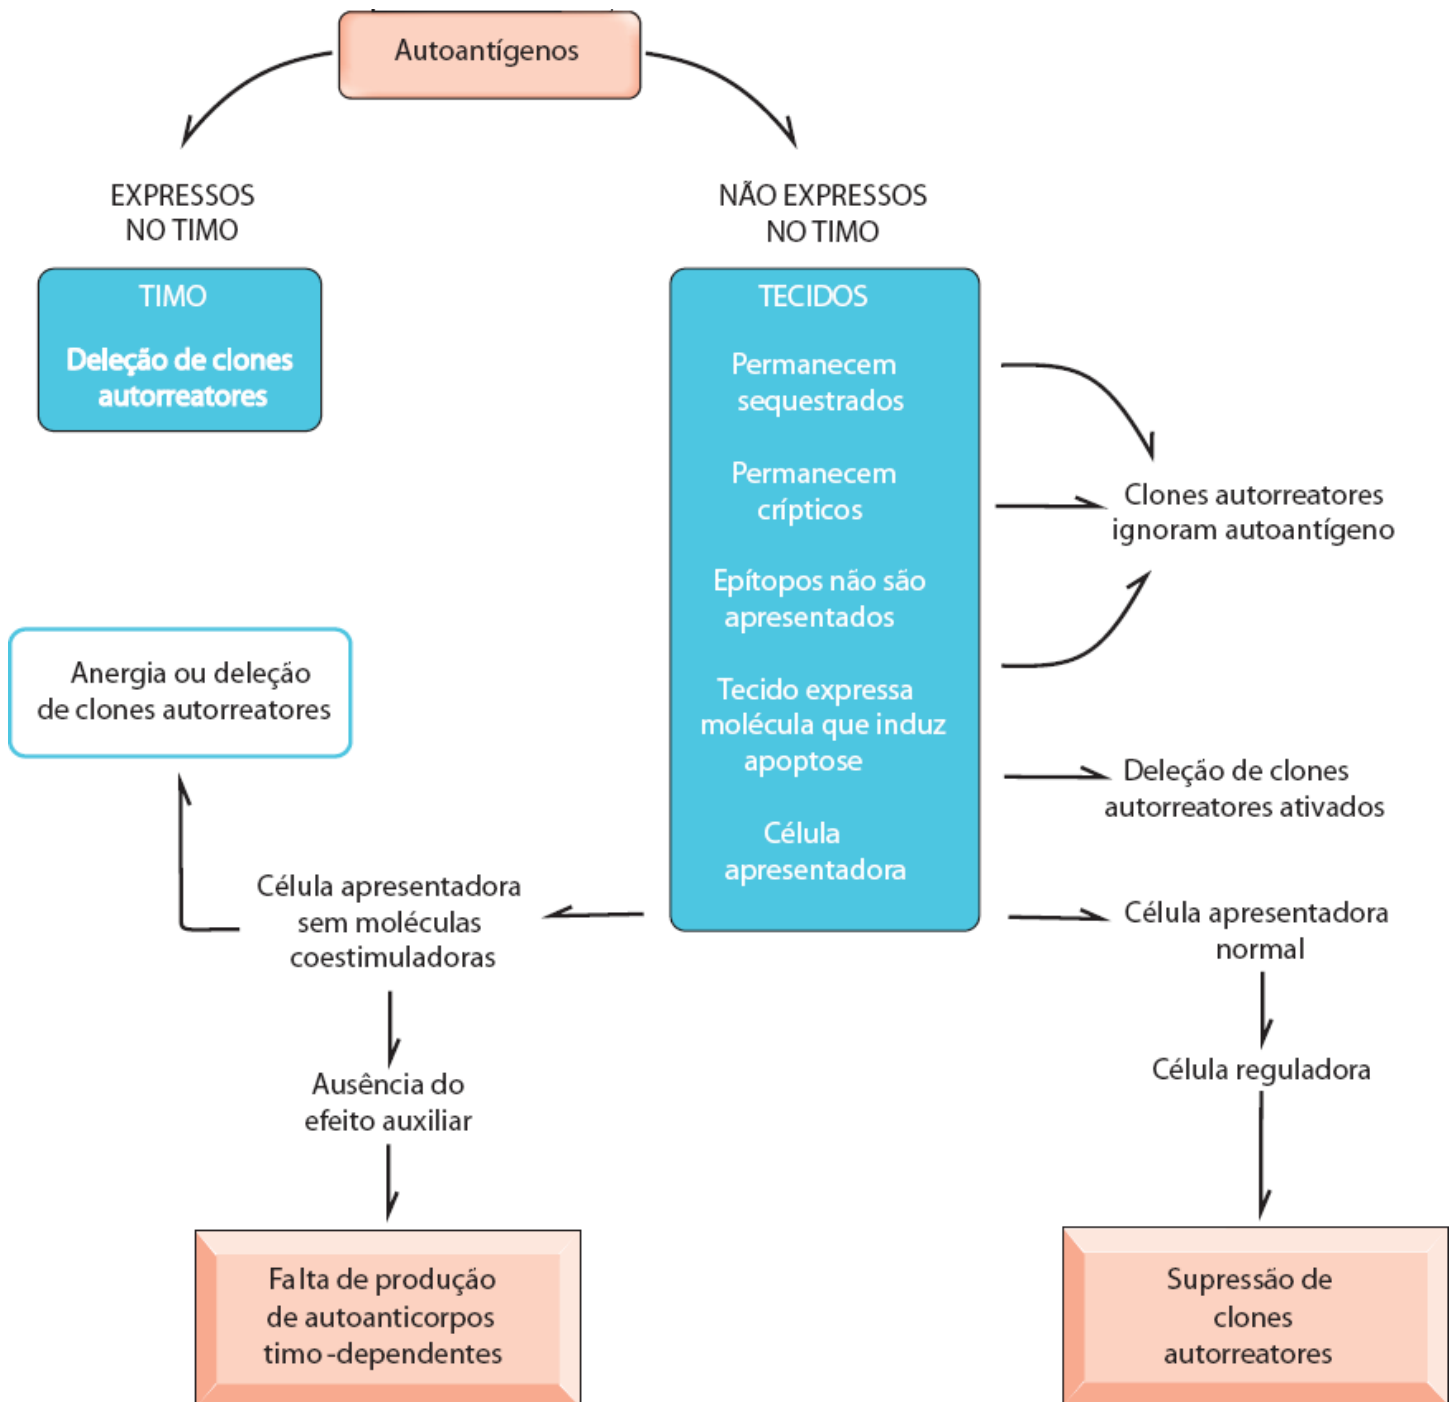 Autoantígenos
EXPRESSOS
NO TIMO
NÃO EXPRESSOS
NO TIMO
TIMO
Deleção de clones
autorreatores
TECIDOS
Permanecem
sequestrados
Permanecem
crípticos
Epítopos não são
apresentados
Tecido expressa
molécula que induz
apoptose
Célula
apresentadora
Clones autorreatores
ignoram autoantígeno
Deleção de clones
autorreatores ativados
Anergia ou deleção
de clones autorreatores
Célula apresentadora
sem moléculas
coestimuladoras
Célula apresentadora
normal
Ausência do
efeito auxiliar
Célula reguladora
Falta de produção
de autoanticorpos
timo-dependentes
Supressão de
clones
autorreatores